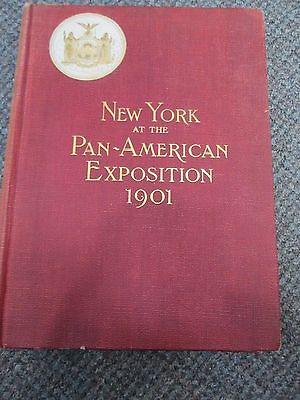 NEW YORK
AT THE
PAN-AMERICAN
EXPOSITION
1901